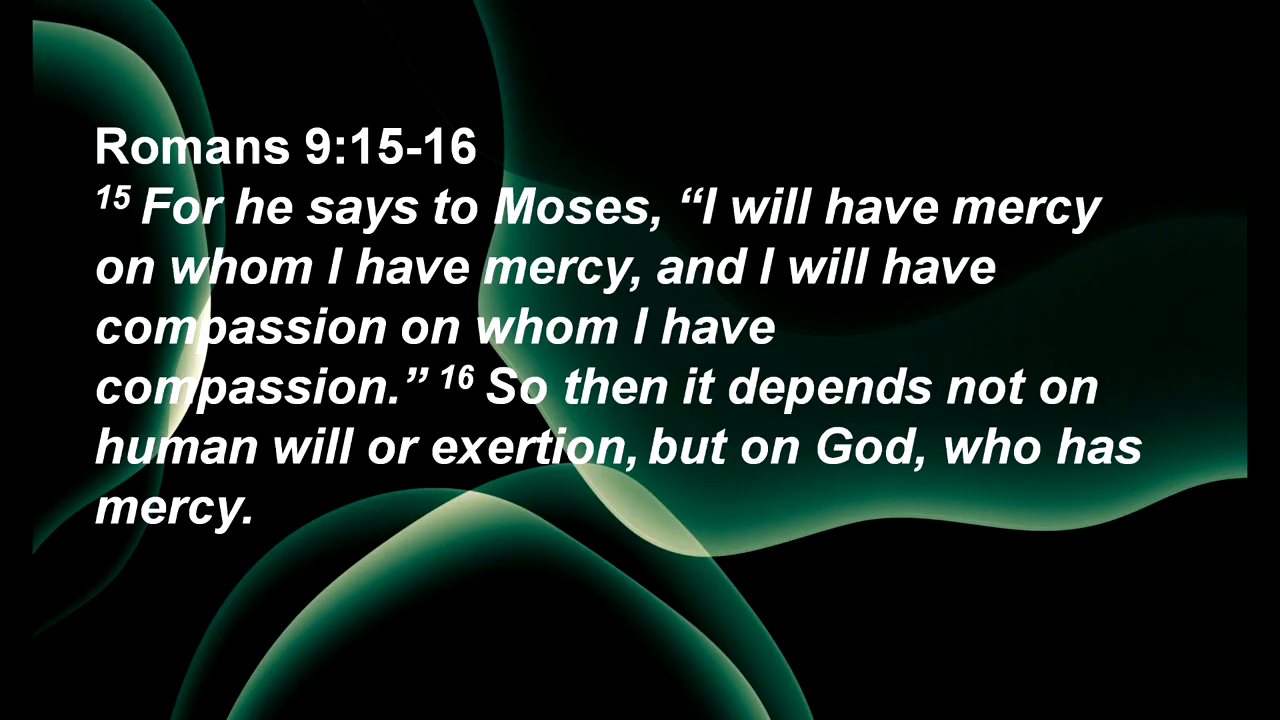 Romans 9:15-16
15 For he says to Moses, “I will have mercy
on whom I have mercy, and I will have
compassion on whom I have
compassion.” 16 So then it depends not on
human will or exertion, but on God, who has
mercy.